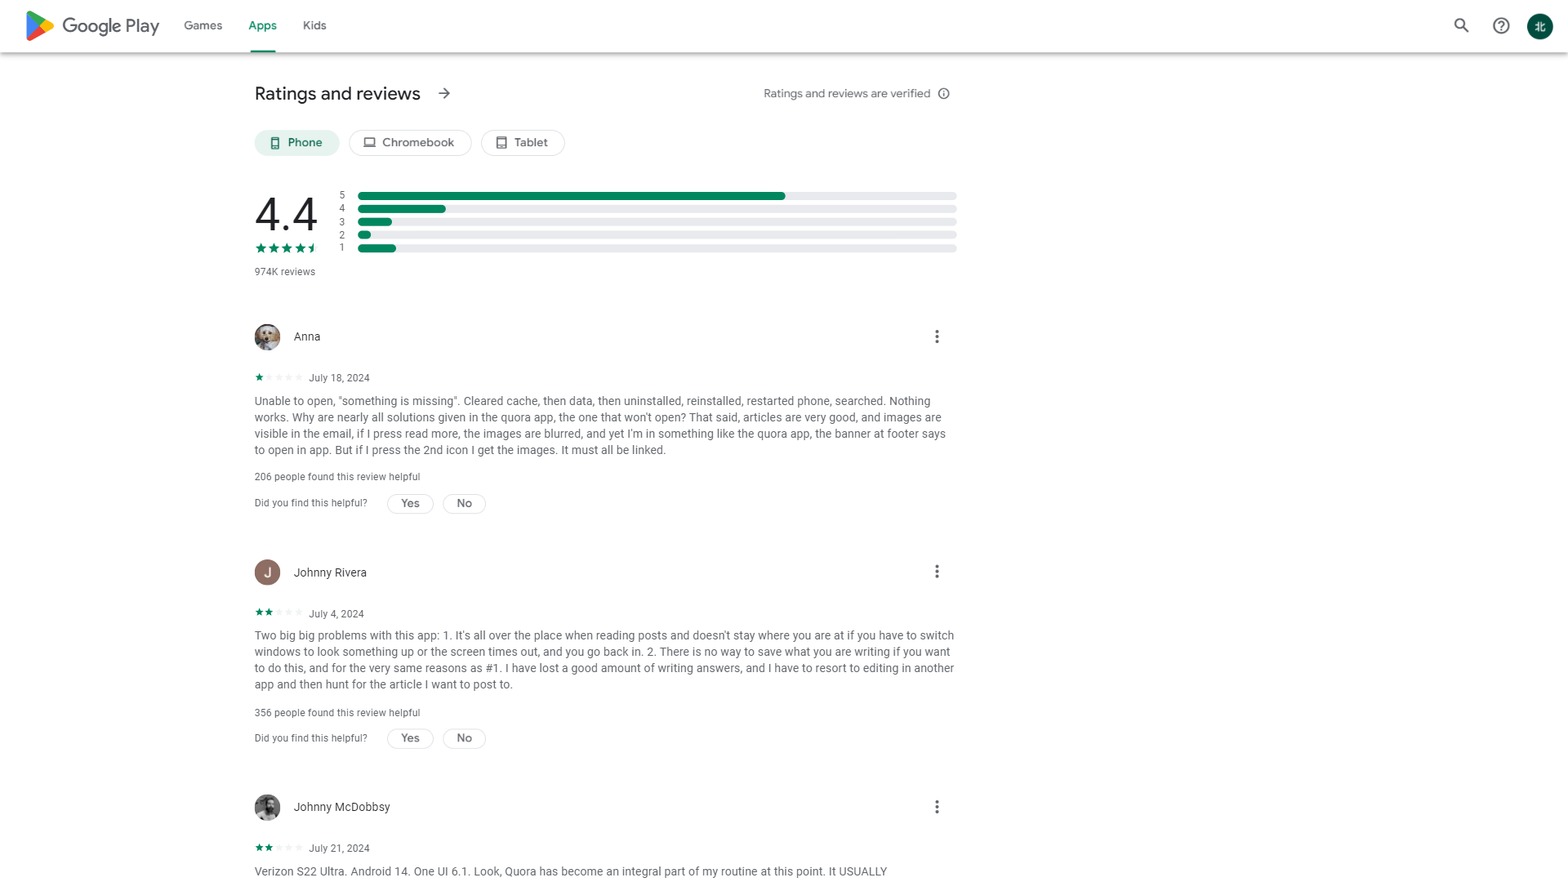 Google Play
Games
Apps
Kids
北
Ratings and reviews
Ratings and reviews are verified
Phone
Chromebook
Tablet
4.4
974K reviews
5
4
3
2
1
Anna
July 18, 2024
Unable to open, "something is missing". Cleared cache, then data, then uninstalled, reinstalled, restarted phone, searched. Nothing
works. Why are nearly all solutions given in the quora app, the one that won't open? That said, articles are very good, and images are
visible in the email, if I press read more, the images are blurred, and yet I'm in something like the quora app, the banner at footer says
to open in app. But if I press the 2nd icon I get the images. It must all be linked.
206 people found this review helpful
Did you find this helpful?
Yes
No
J
Johnny Rivera
July 4, 2024
Two big big problems with this app: 1. It's all over the place when reading posts and doesn't stay where you are at if you have to switch
windows to look something up or the screen times out, and you go back in. 2. There is no way to save what you are writing if you want
to do this, and for the very same reasons as #1. I have lost a good amount of writing answers, and I have to resort to editing in another
app and then hunt for the article I want to post to.
356 people found this review helpful
Did you find this helpful?
Yes
No
Johnny McDobbsy
July 21, 2024
Verizon S22 Ultra. Android 14. One UI 6.1. Look, Quora has become an integral part of my routine at this point. It USUALLY